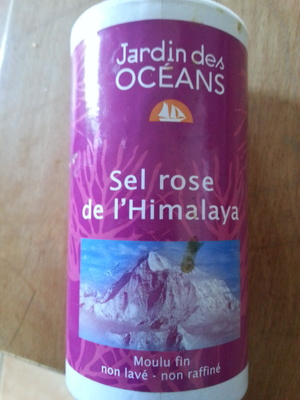 Jardin des
OCÉANS
Sel rose
de l'Himalaya
Moulu fin
non lavé - non raffiné